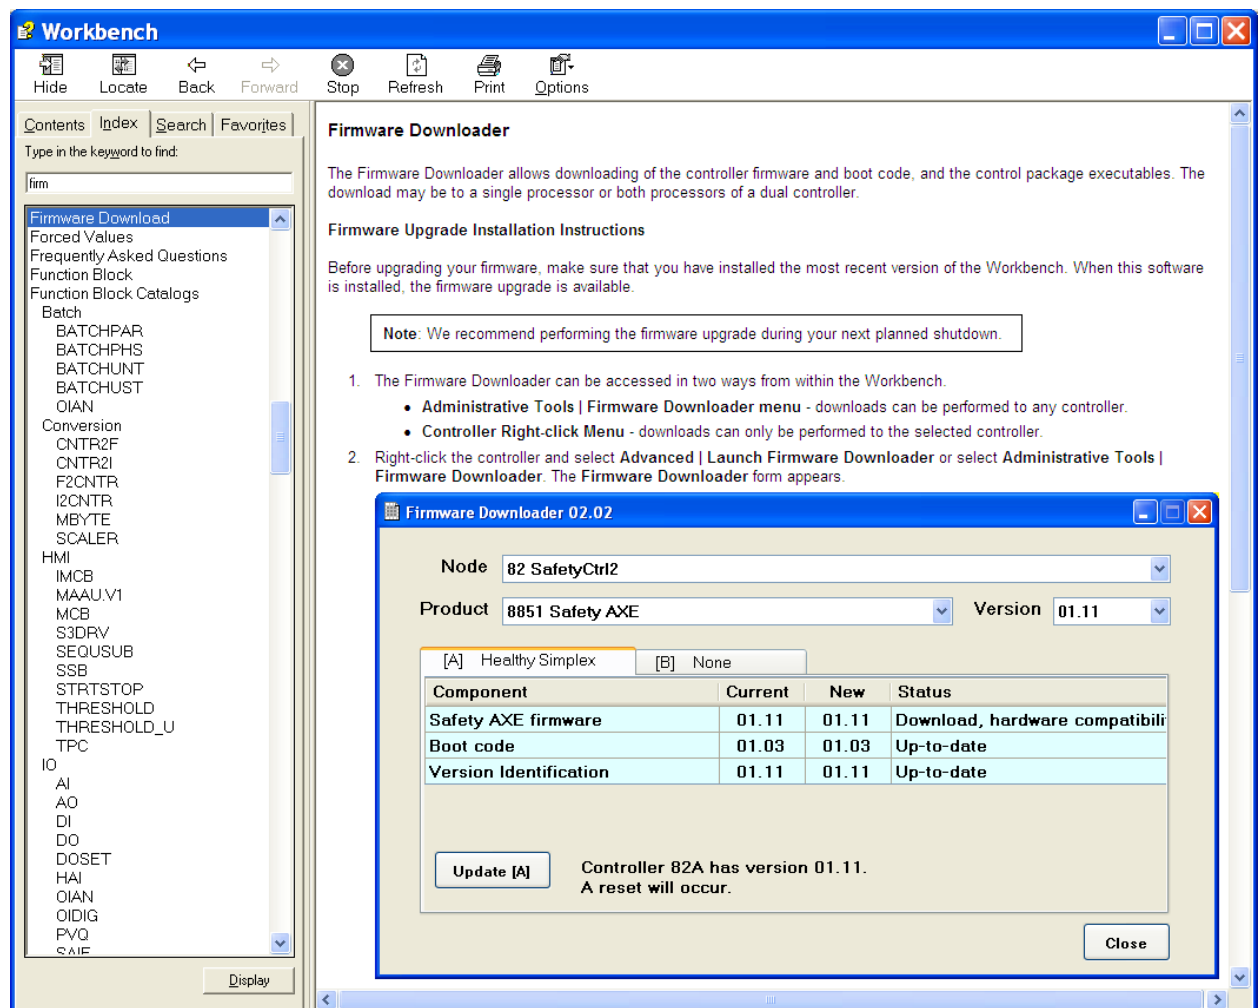 Workbench
Hide Locate Back Forward Stop Refresh Print Options
Contents Index Search Favorites
Type in the keyword to find:
firm
Firmware Download
Forced Values
Frequently Asked Questions
Function Block
Function Block Catalogs
Batch
BATCHPAR
BATCHPHS
BATCHUNT
BATCHUST
OIAN
Conversion
CNTR2F
CNTR2I
F2CNTR
I2CNTR
MBYTE
SCALER
HMI
IMCB
MAAU.V1
MCB
S3DRV
SEQUSUB
SSB
STRTSTOP
THRESHOLD
THRESHOLD_U
TPC
IO
AI
AO
DI
DO
DOSET
HAI
OIAN
OIDIG
PVQ
Display
Firmware Downloader
The Firmware Downloader allows downloading of the controller firmware and boot code, and the control package executables. The
download may be to a single processor or both processors of a dual controller.
Firmware Upgrade Installation Instructions
Before upgrading your firmware, make sure that you have installed the most recent version of the Workbench. When this software
is installed, the firmware upgrade is available.
Note: We recommend performing the firmware upgrade during your next planned shutdown.
1. The Firmware Downloader can be accessed in two ways from within the Workbench.
• Administrative Tools | Firmware Downloader menu - downloads can be performed to any controller.
• Controller Right-click Menu - downloads can only be performed to the selected controller.
2. Right-click the controller and select Advanced | Launch Firmware Downloader or select Administrative Tools |
Firmware Downloader. The Firmware Downloader form appears.
Firmware Downloader 02.02
Node 82 SafetyCtrl2
Product 8851 Safety AXE Version 01.11
[A] Healthy Simplex [B] None
Component Current New Status
Safety AXE firmware 01.11 01.11 Download, hardware compatibili
Boot code 01.03 01.03 Up-to-date
Version Identification 01.11 01.11 Up-to-date
Update [A]
Controller 82A has version 01.11.
A reset will occur.
Close